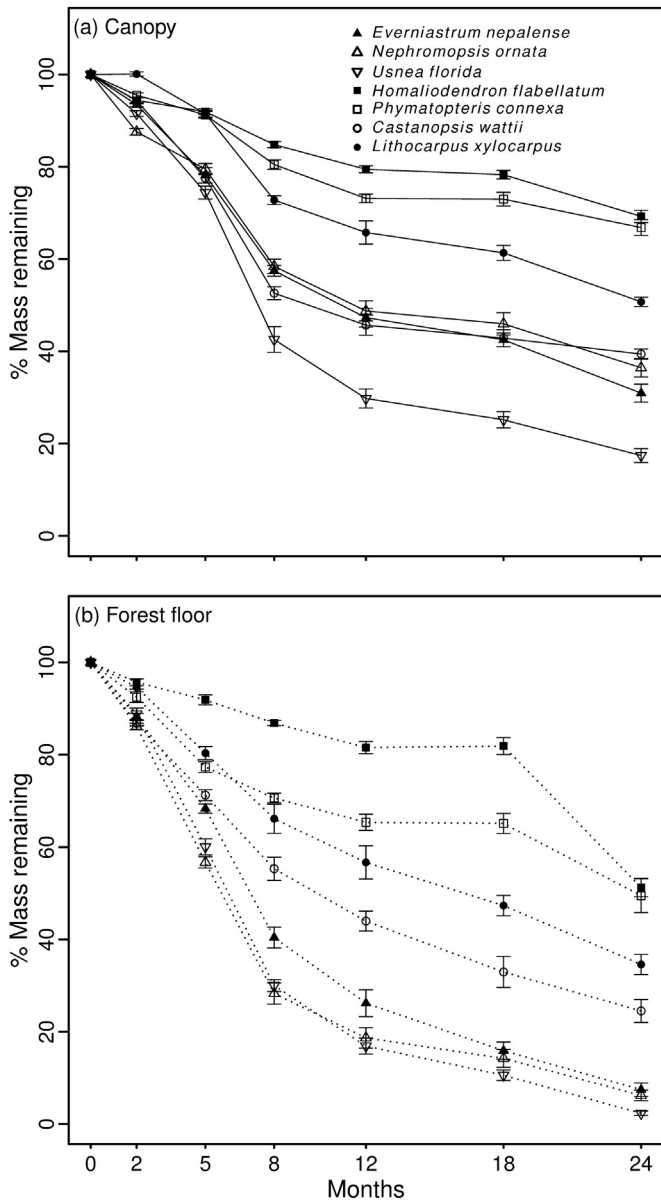 (a) Canopy
Everniastrum nepalense
Nephromopsis ornata
Usnea florida
Homaliodendron flabellatum
Phymatopteris connexa
Castanopsis wattii
Lithocarpus xylocarpus
100
80
60
40
20
0
% Mass remaining
(b) Forest floor
100
80
60
40
20
0
% Mass remaining
0 2 5 8 12 18 24
Months